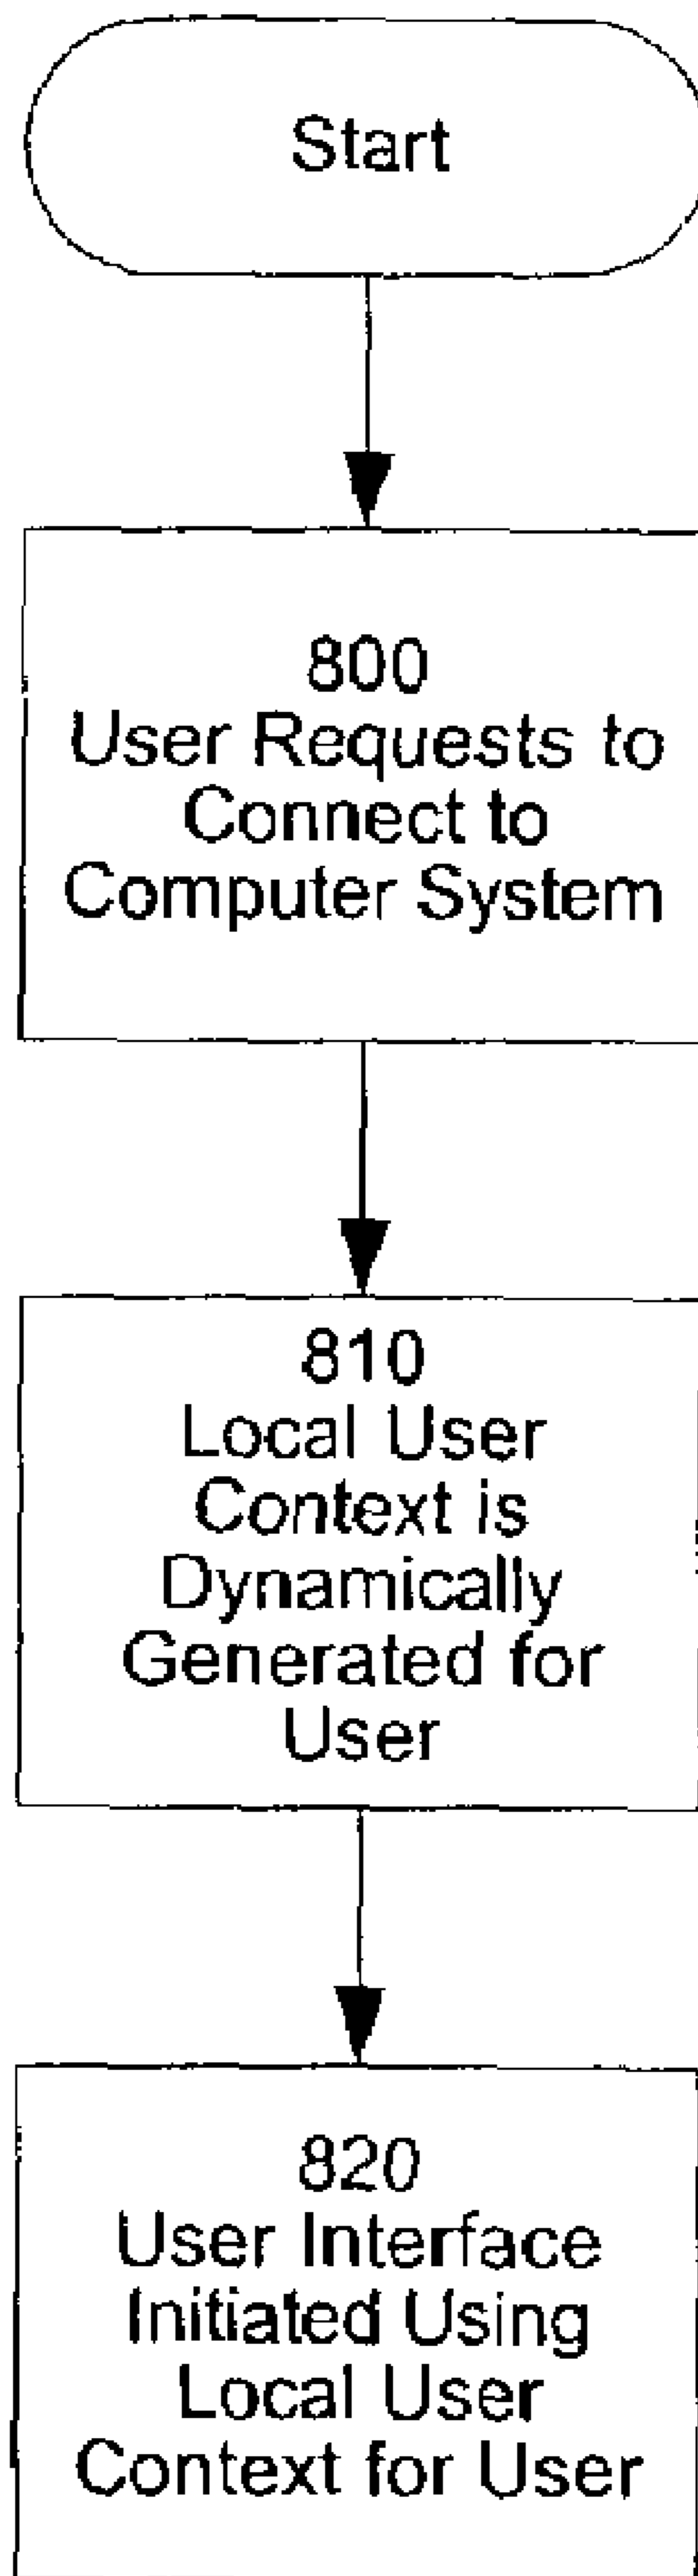 Start
800
User Requests to
Connect to
Computer System
810
Local User
Context is
Dynamically
Generated for
User
820
User Interface
Initiated Using
Local User
Context for User